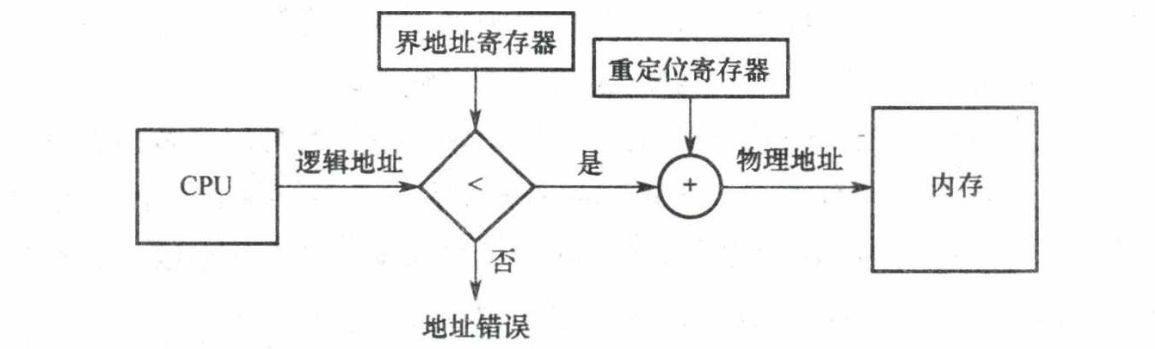 界地址寄存器
重定位寄存器
CPU
逻辑地址
<
是
+
物理地址
内存
否
地址错误